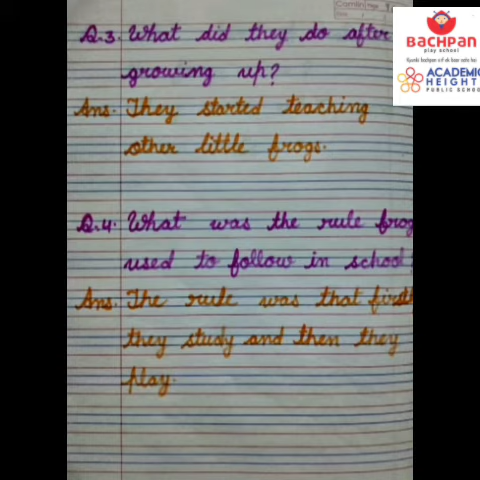 Q.3. What did they do after
growing up?
Ans. They started teaching
other little frogs.
Q.4. What was the rule frog
used to follow in school
Ans. The rule was that first
they study and then they
play.
BACHPAN
play school
ACADEMIC
HEIGHT
PUBLIC SCHOO